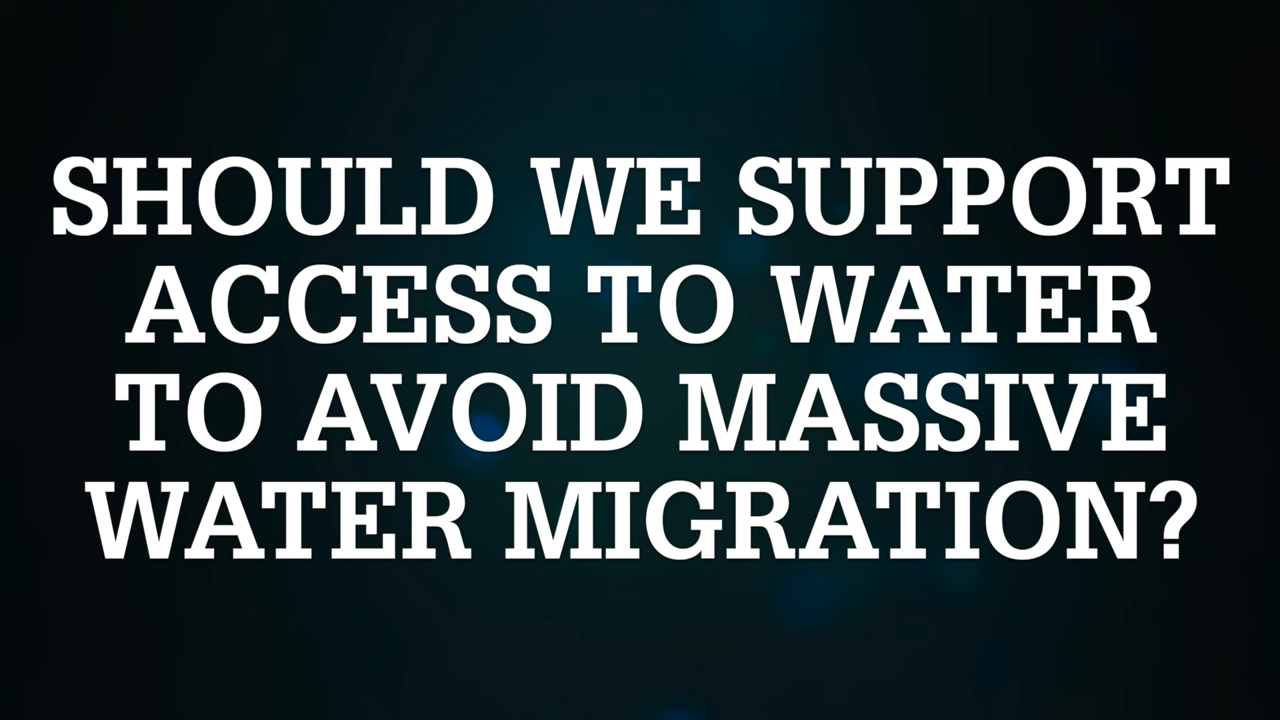 SHOULD WE SUPPORT
ACCESS TO WATER
TO AVOID MASSIVE
WATER MIGRATION?